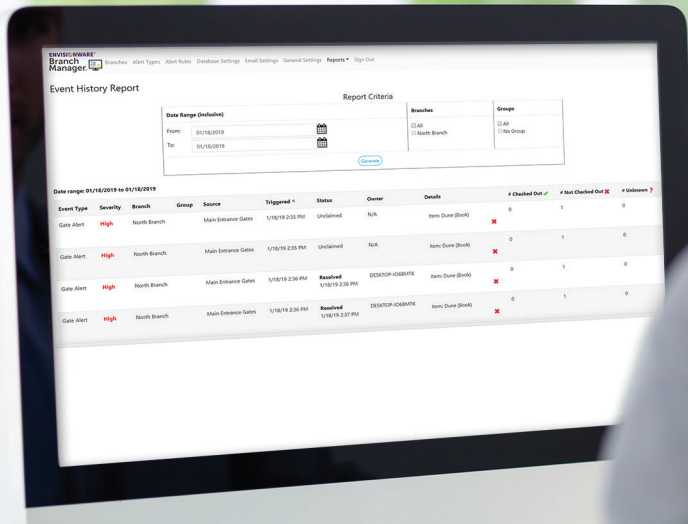 ENVISIONWARE™
Branch Manager. Branches Alert Types Alert Rules Database Settings Email Settings General Settings Reports Sign Out
Event History Report
Report Criteria
Date Range (inclusive) Branches Groups
From: 01/18/2019 All All
To: 01/18/2019 North Branch No Group
Generate
Date range: 01/18/2019 to 01/18/2019
Event Type Severity Branch Group Source Triggered ^ Status Owner Details # Checked Out # Not Checked Out # Unknown ?
Gate Alert High North Branch Main Entrance Gates 1/18/19 2:35 PM Unclaimed N/A Item: Dune (Book) 0 1 0
Gate Alert High North Branch Main Entrance Gates 1/18/19 2:35 PM Unclaimed N/A Item: Dune (Book) 0 1 0
Gate Alert High North Branch Main Entrance Gates 1/18/19 2:36 PM Resolved DESKTOP-IO6BMTK Item: Dune (Book) 0 1 0
1/18/19 2:36 PM
Gate Alert High North Branch Main Entrance Gates 1/18/19 2:36 PM Resolved DESKTOP-IO6BMTK Item: Dune (Book) 0 1 0
1/18/19 2:37 PM